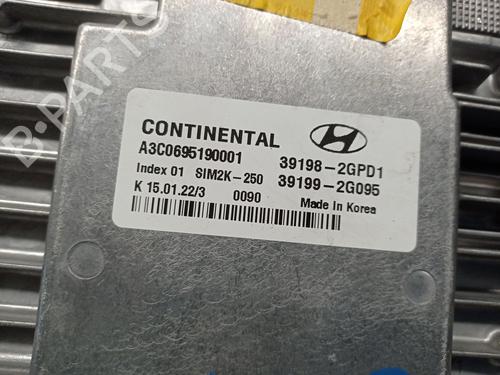 B-PARTS
CONTINENTAL
A3C0695190001 39198-2GPD1
Index 01 SIM2K-250 39199-2G095
K 15.01.22/3 0090 Made in Korea